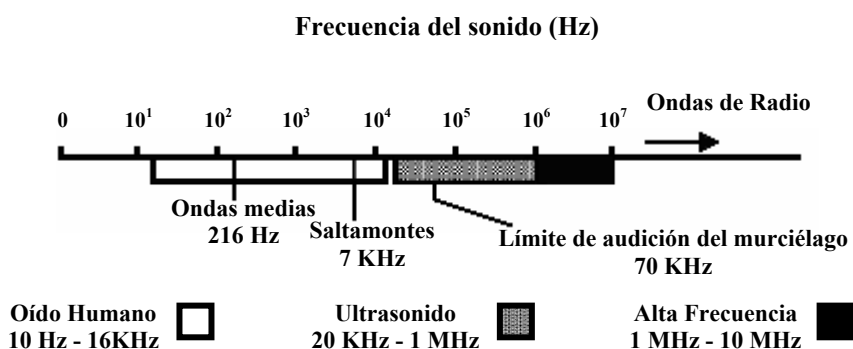 Frecuencia del sonido (Hz)
0 10¹ 10² 10³ 10⁴ 10⁵ 10⁶ 10⁷ Ondas de Radio
Ondas medias
216 Hz
Saltamontes
7 KHz
Límite de audición del murciélago
70 KHz
Oído Humano
10 Hz - 16KHz
Ultrasonido
20 KHz - 1 MHz
Alta Frecuencia
1 MHz - 10 MHz